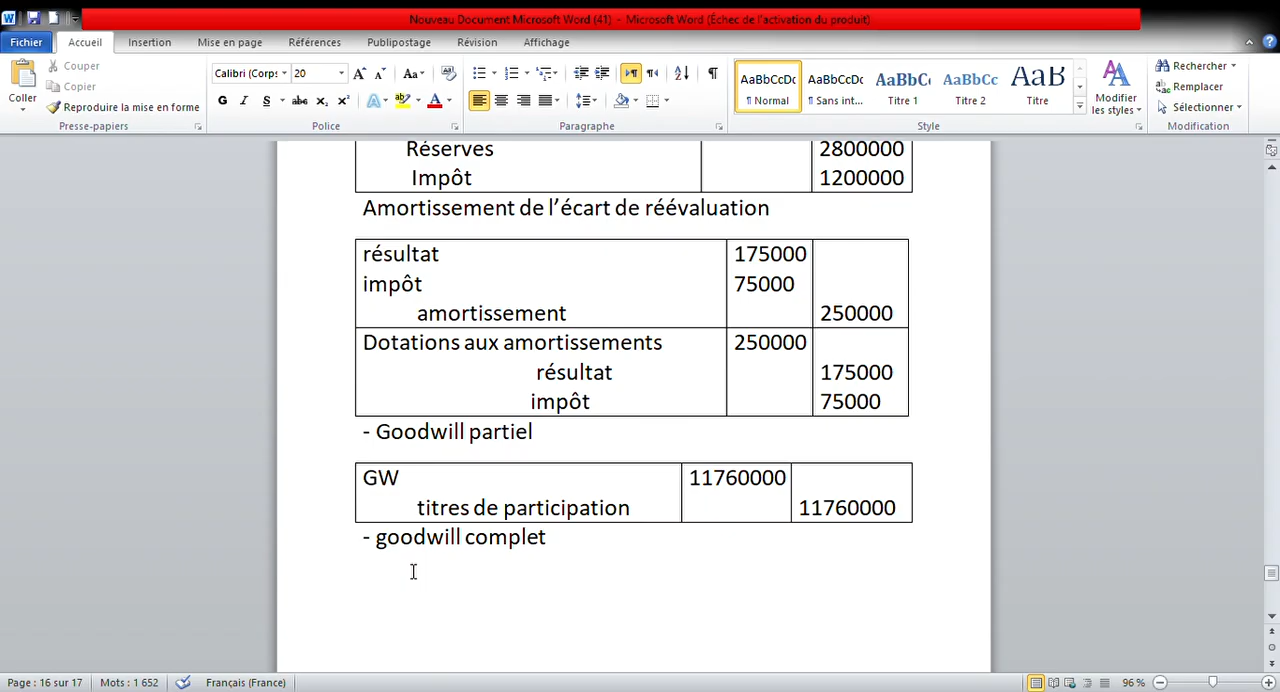 Nouveau Document Microsoft Word (41) - Microsoft Word (Échec de l'activation du produit)
Fichier Accueil Insertion Mise en page Références Publipostage Révision Affichage
Coller
Couper
Copier
Reproduire la mise en forme
Presse-papiers
Calibri (Corps 20
G I S abc x₂ x²
Police
Paragraphe
AaBbCcDc AaBbCcDc AaBbC AaBbCc AaB
¶ Normal ¶ Sans int... Titre 1 Titre 2 Titre
Modifier
les styles
Style
Rechercher
Remplacer
Sélectionner
Modification
Réserves 2800000
Impôt 1200000
Amortissement de l'écart de réévaluation
résultat 175000
impôt 75000
amortissement 250000
Dotations aux amortissements 250000
résultat 175000
impôt 75000
- Goodwill partiel
GW 11760000
titres de participation 11760000
- goodwill complet
Page : 16 sur 17 Mots : 1 652 Français (France) 96 %